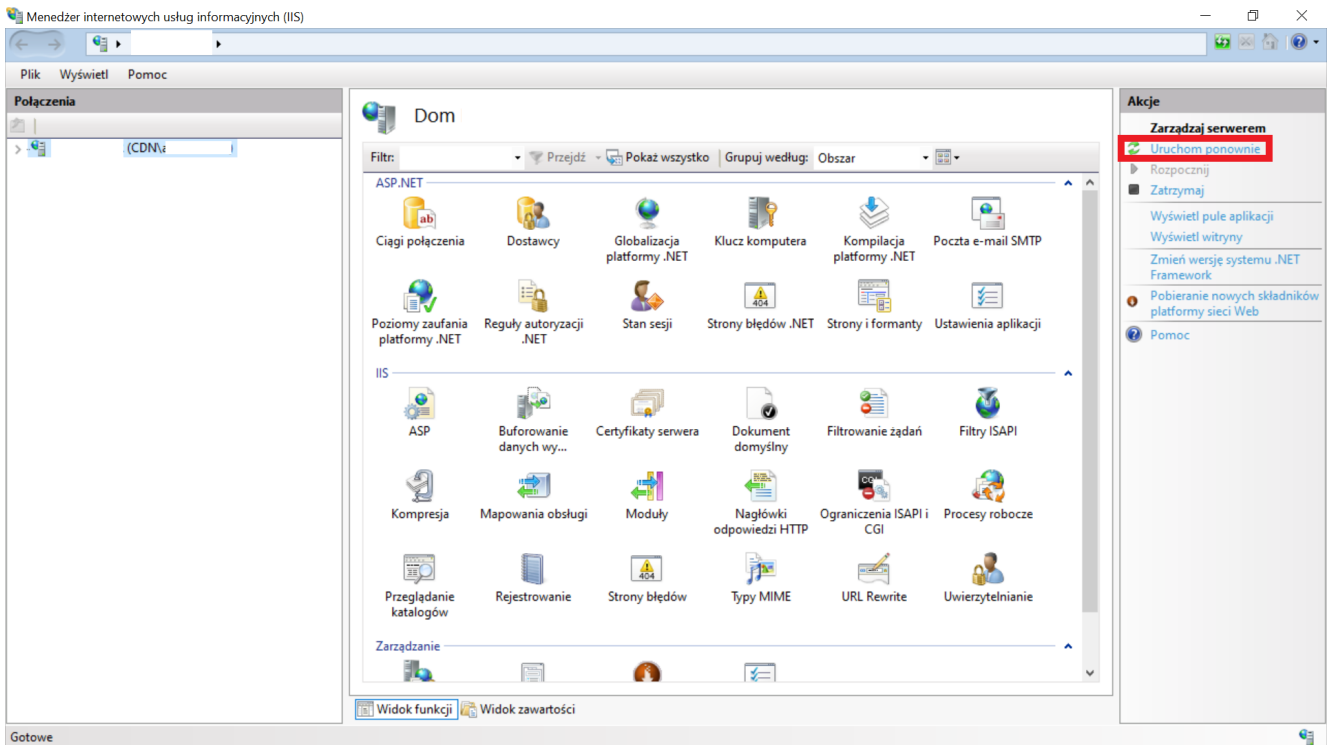 Menedżer internetowych usług informacyjnych (IIS)
Plik Wyświetl Pomoc
Połączenia
(CDN\a
Dom
Filtr: Przejdź Pokaż wszystko Grupuj według: Obszar
ASP.NET
Ciągi połączenia
Dostawcy
Globalizacja
platformy .NET
Klucz komputera
Kompilacja
platformy .NET
Poczta e-mail SMTP
Poziomy zaufania
platformy .NET
Reguły autoryzacji
.NET
Stan sesji
404
Strony błędów .NET
Strony i formanty
Ustawienia aplikacji
IIS
ASP
Buforowanie
danych wy...
Certyfikaty serwera
Dokument
domyślny
Filtrowanie żądań
Filtry ISAPI
Kompresja
Mapowania obsługi
Moduły
Nagłówki
odpowiedzi HTTP
Ograniczenia ISAPI i
CGI
Procesy robocze
Przeglądanie
katalogów
Rejestrowanie
404
Strony błędów
Typy MIME
URL Rewrite
Uwierzytelnianie
Zarządzanie
Widok funkcji Widok zawartości
Akcje
Zarządzaj serwerem
Uruchom ponownie
Rozpocznij
Zatrzymaj
Wyświetl pule aplikacji
Wyświetl witryny
Zmień wersję systemu .NET
Framework
Pobieranie nowych składników
platformy sieci Web
Pomoc
Gotowe